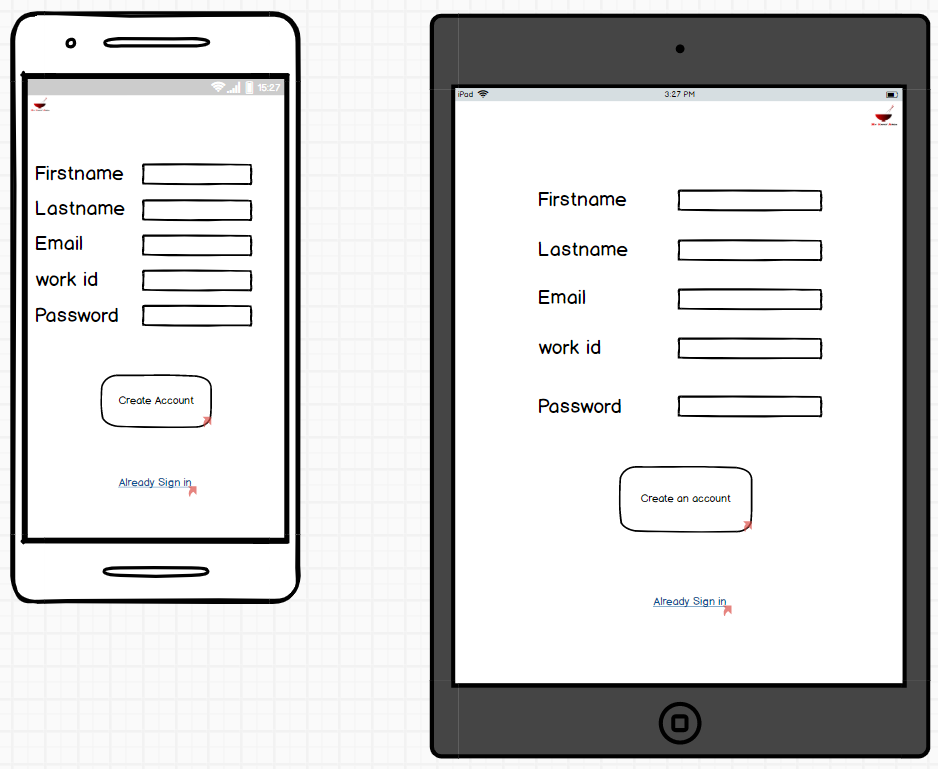 15:27
Firstname
Lastname
Email
work id
Password
Create Account
Already Sign in
iPad 3:27 PM
Firstname
Lastname
Email
work id
Password
Create an account
Already Sign in